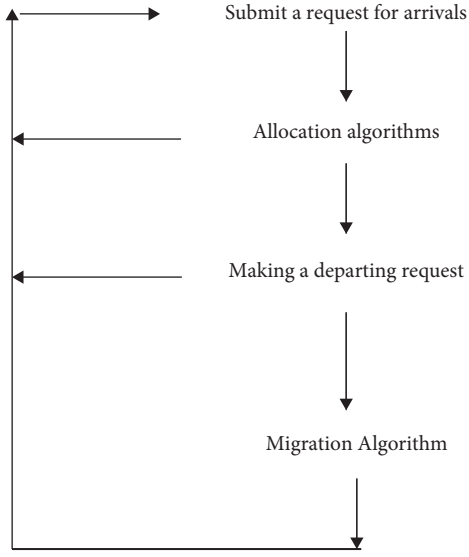 Submit a request for arrivals
Allocation algorithms
Making a departing request
Migration Algorithm